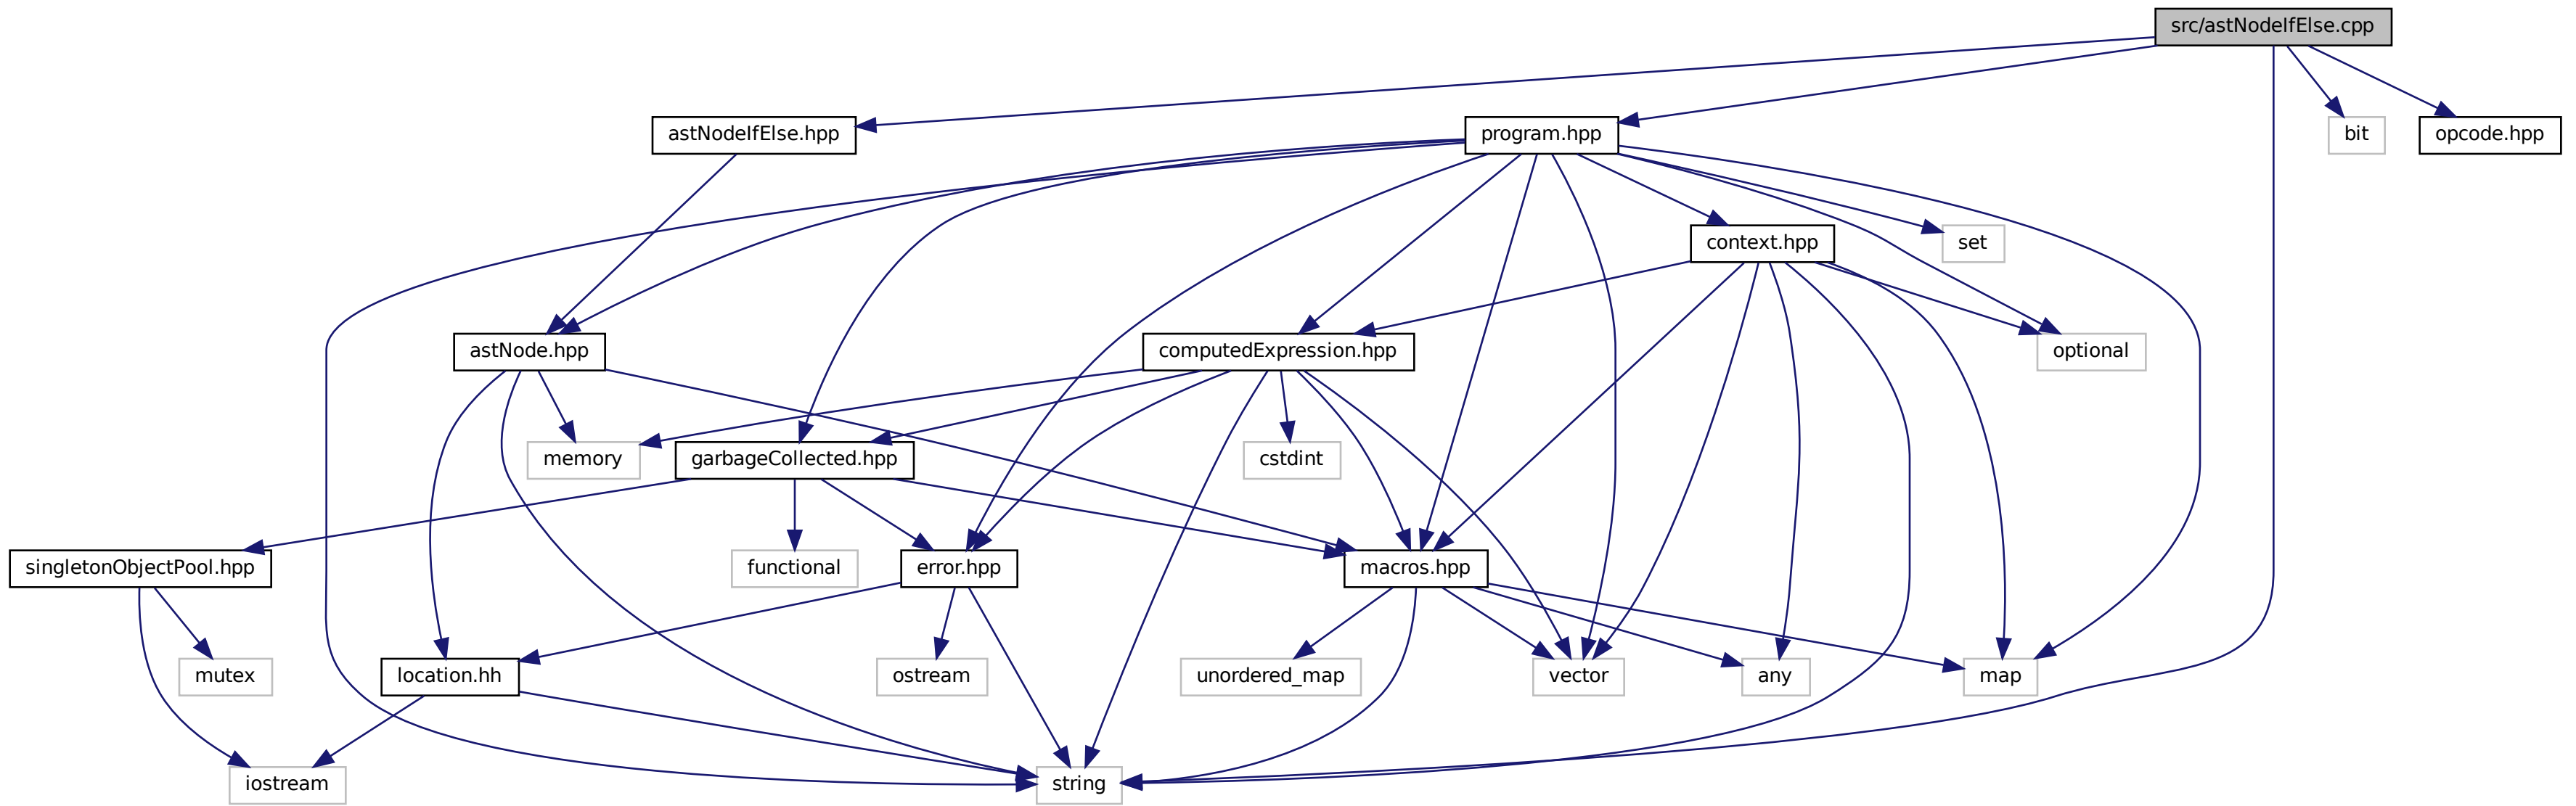 src/astNodeIfElse.cpp
astNodeIfElse.hpp
program.hpp
bit
opcode.hpp
context.hpp
set
astNode.hpp
computedExpression.hpp
optional
memory
garbageCollected.hpp
cstdint
singletonObjectPool.hpp
functional
error.hpp
macros.hpp
mutex
location.hh
ostream
unordered_map
vector
any
map
iostream
string